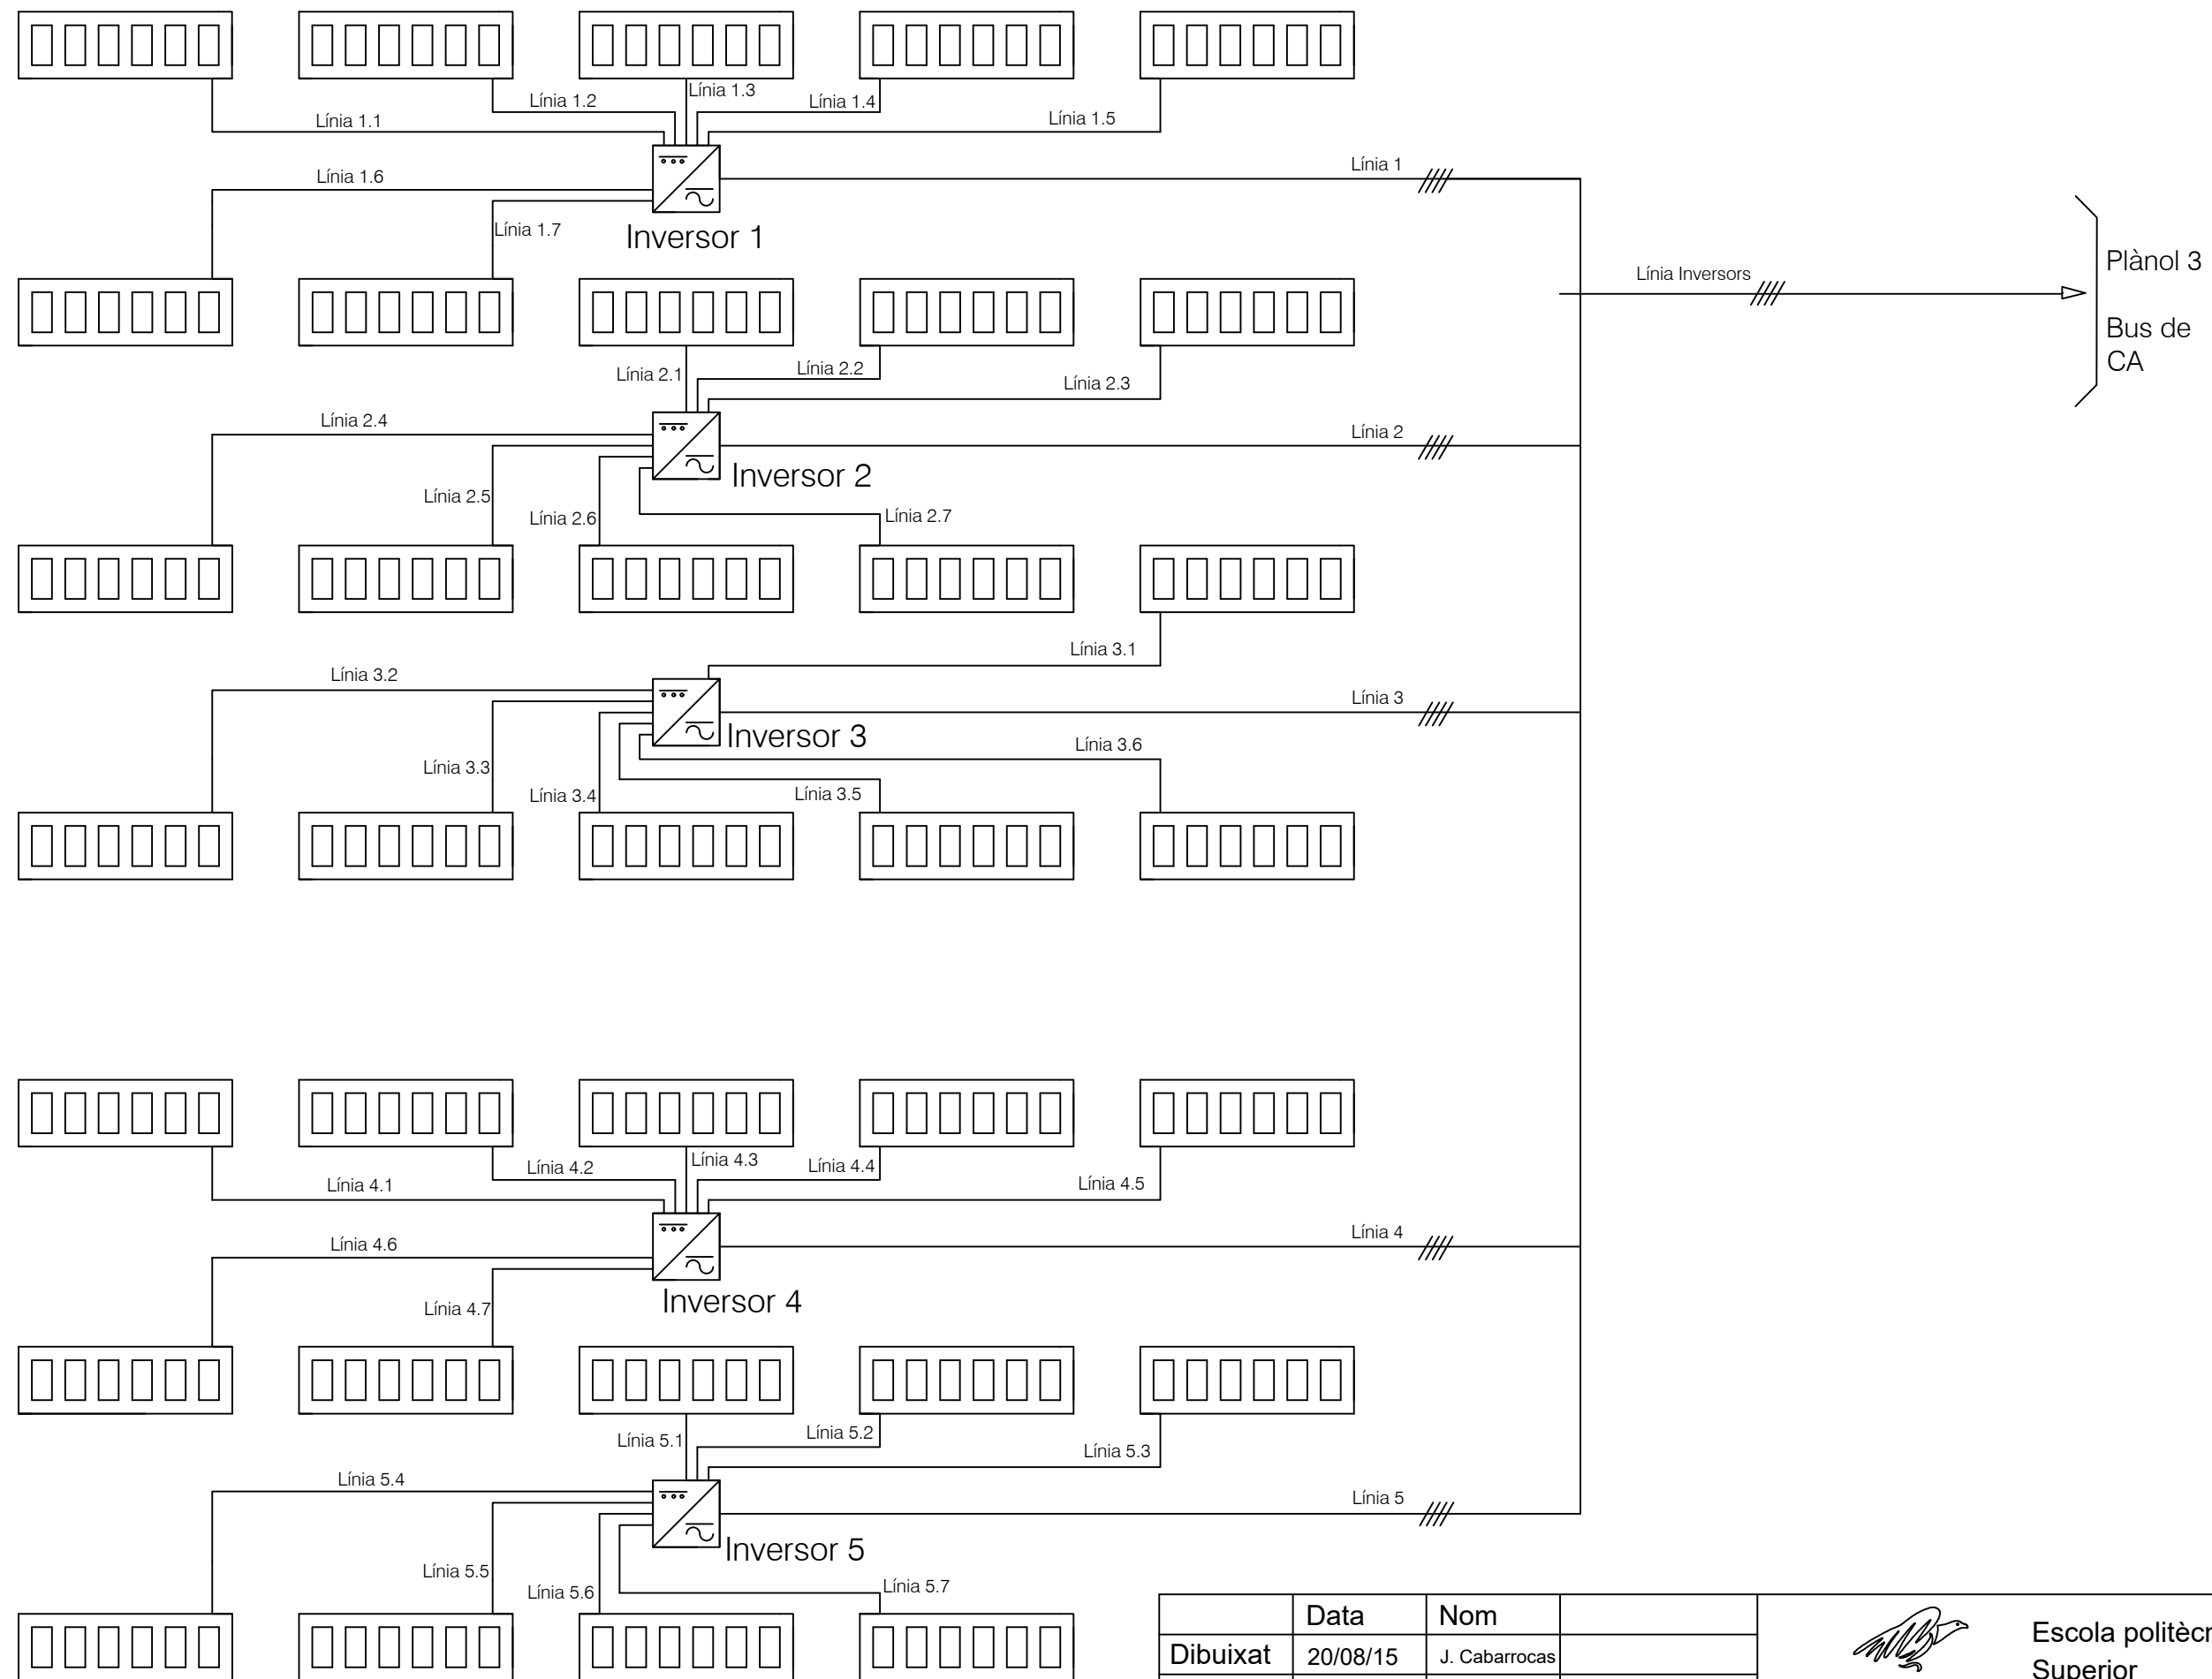 Línia 1.3
Línia 1.2
Línia 1.4
Línia 1.1
Línia 1.5
Línia 1
Línia 1.6
Línia 1.7
Inversor 1
Plànol 3
Línia Inversors
Bus de
CA
Línia 2.1
Línia 2.2
Línia 2.3
Línia 2.4
Línia 2
Inversor 2
Línia 2.5
Línia 2.6
Línia 2.7
Línia 3.1
Línia 3.2
Línia 3
Inversor 3
Línia 3.6
Línia 3.3
Línia 3.4
Línia 3.5
Línia 4.3
Línia 4.2
Línia 4.4
Línia 4.1
Línia 4.5
Línia 4
Línia 4.6
Línia 4.7
Inversor 4
Línia 5.1
Línia 5.2
Línia 5.3
Línia 5.4
Línia 5
Inversor 5
Línia 5.5
Línia 5.6
Línia 5.7
Data Nom
Dibuixat 20/08/15 J. Cabarrocas
Escola
Superior